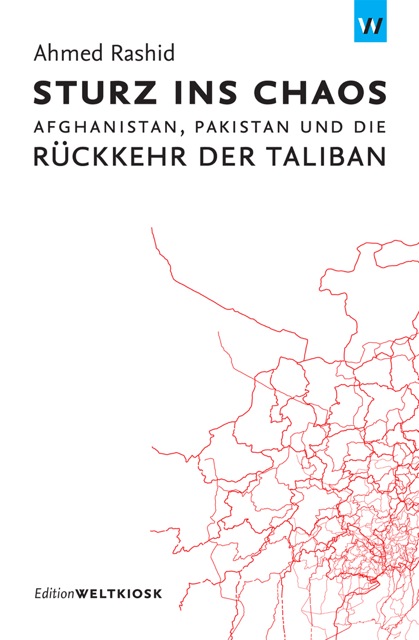 W
Ahmed Rashid
STURZ INS CHAOS
AFGHANISTAN, PAKISTAN UND DIE
RÜCKKEHR DER TALIBAN
EditionWELTKIOSK